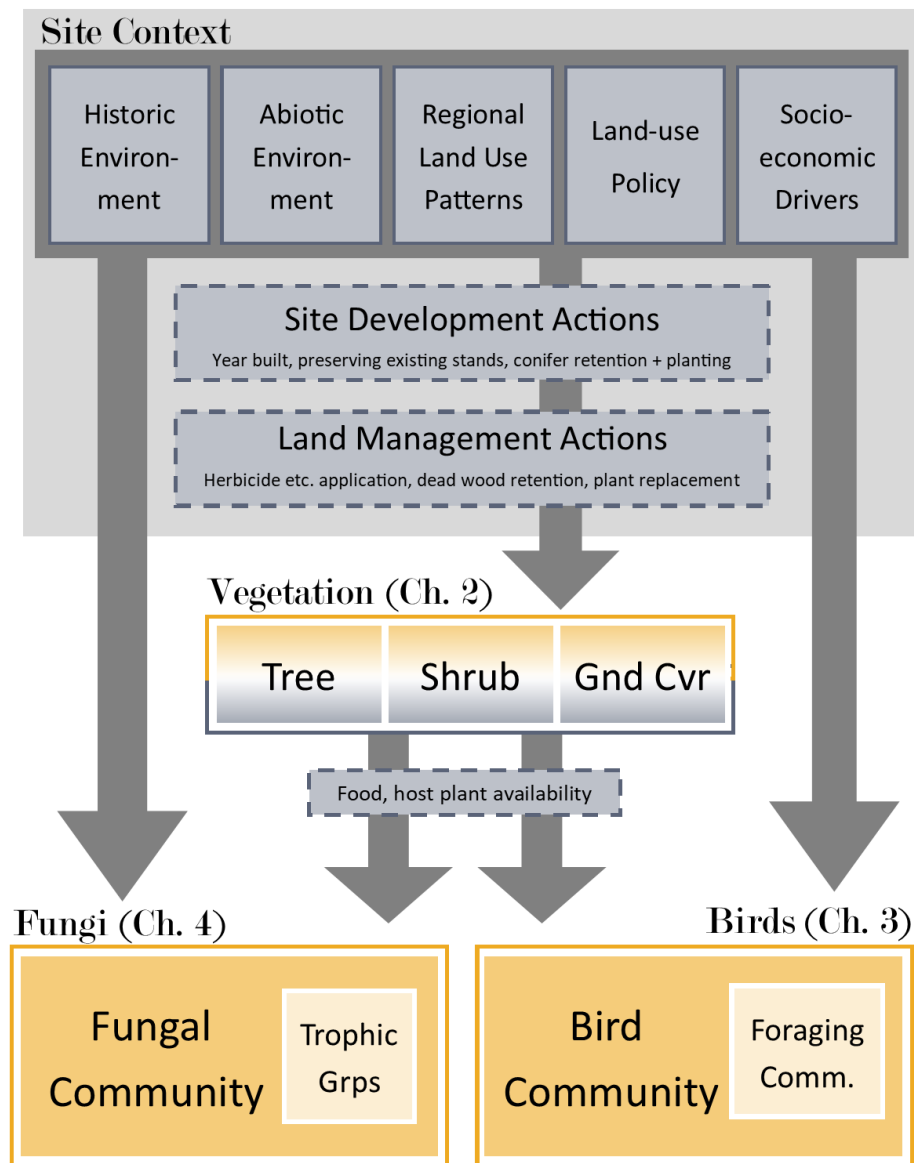 Site Context
Historic
Environ-
ment
Abiotic
Environ-
ment
Regional
Land Use
Patterns
Land-use
Policy
Socio-
economic
Drivers
Site Development Actions
Year built, preserving existing stands, conifer retention + planting
Land Management Actions
Herbicide etc. application, dead wood retention, plant replacement
Vegetation (Ch. 2)
Tree
Shrub
Gnd Cvr
Food, host plant availability
Fungi (Ch. 4)
Fungal
Community
Trophic
Grps
Birds (Ch. 3)
Bird
Community
Foraging
Comm.